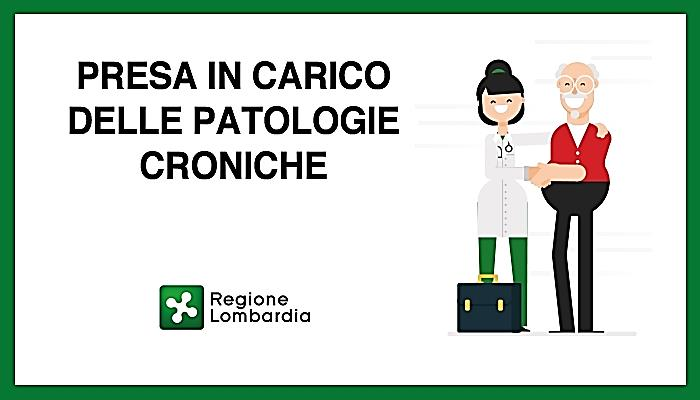 PRESA IN CARICO
DELLE PATOLOGIE
CRONICHE
Regione
Lombardia